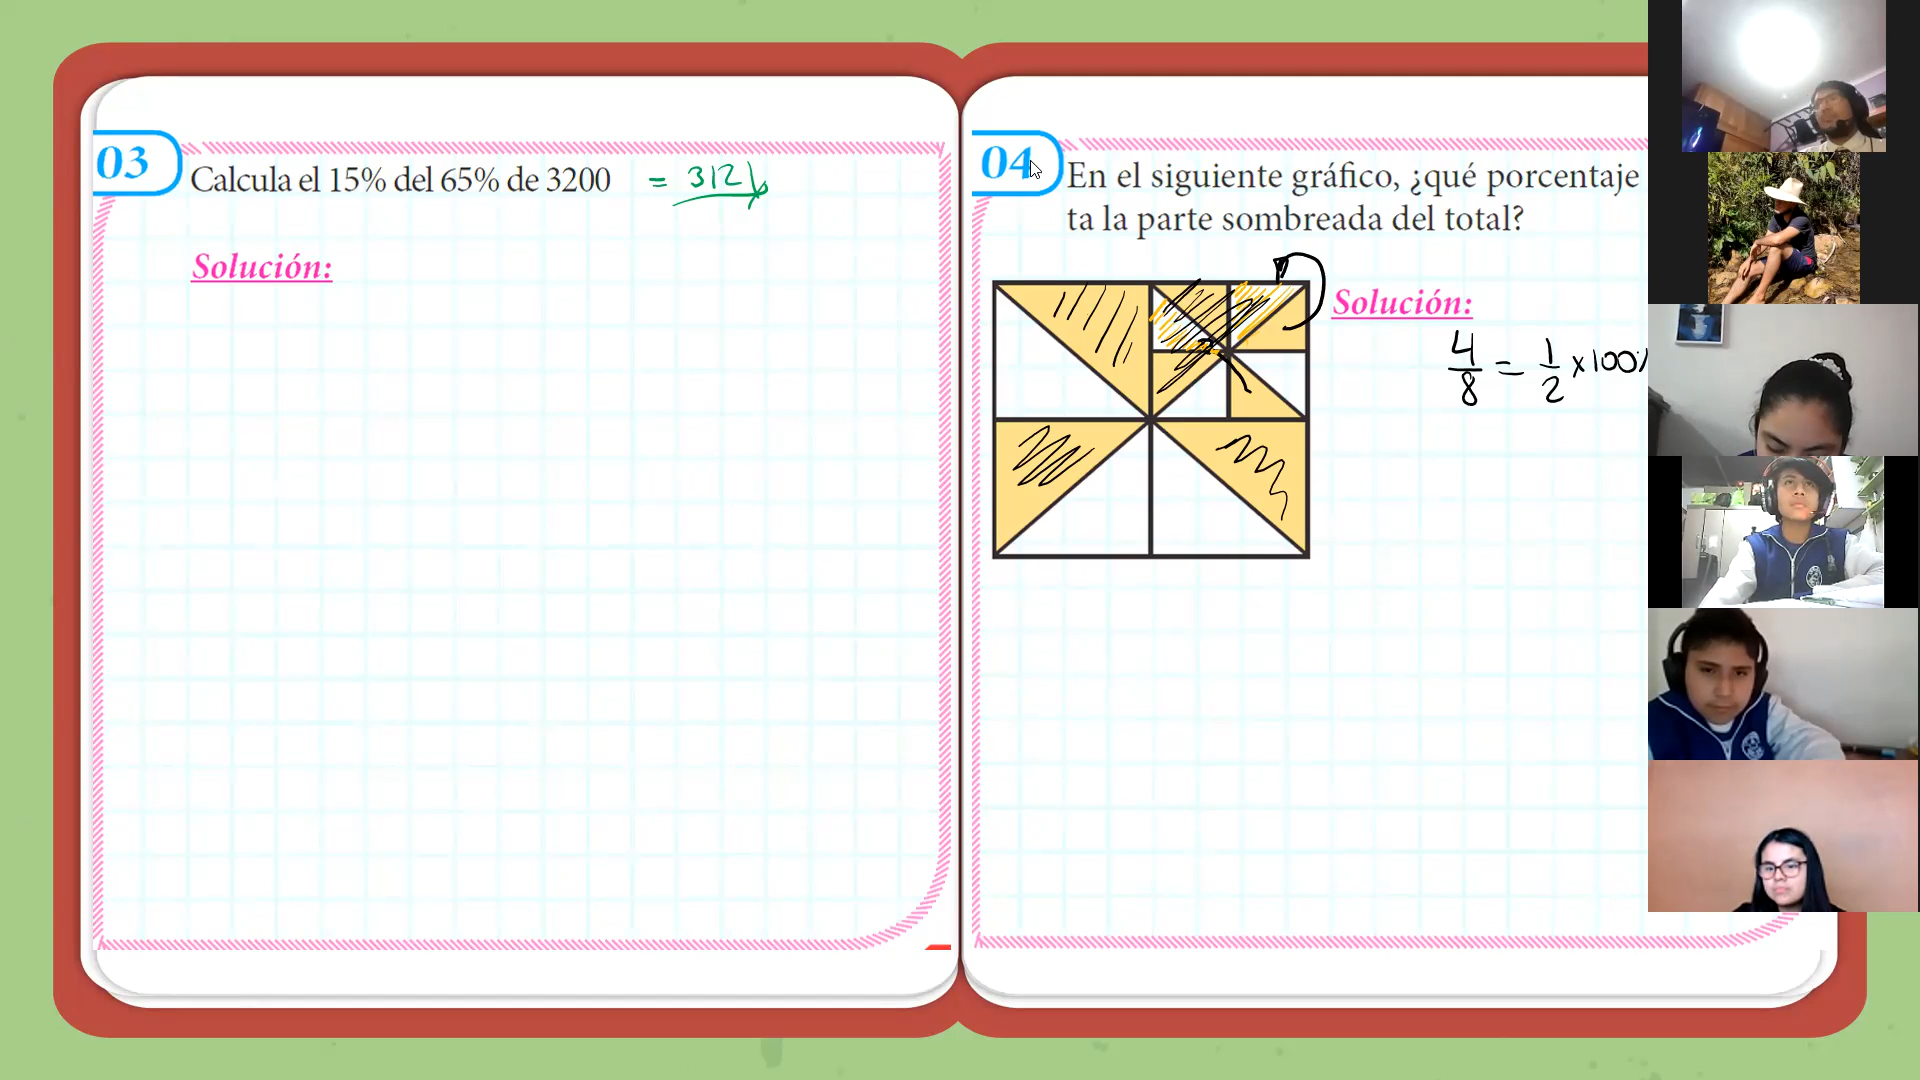 03
Calcula el 15% del 65% de 3200 = 312
Solución:
04
En el siguiente gráfico, ¿qué porcentaje
ta la parte sombreada del total?
Solución:
4/8 = 1/2 x 100%